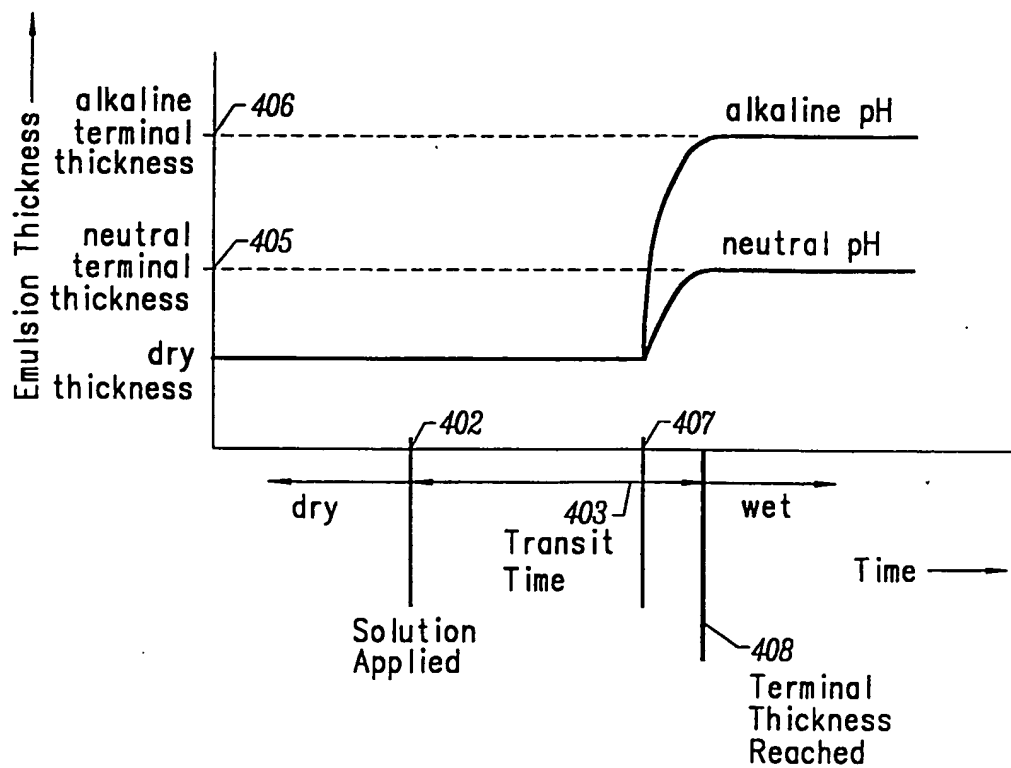 Emulsion Thickness
alkaline
terminal
thickness
406
alkaline pH
neutral
terminal
thickness
405
neutral pH
dry
thickness
402
407
dry
403
wet
Transit
Time
Time
Solution
Applied
408
Terminal
Thickness
Reached